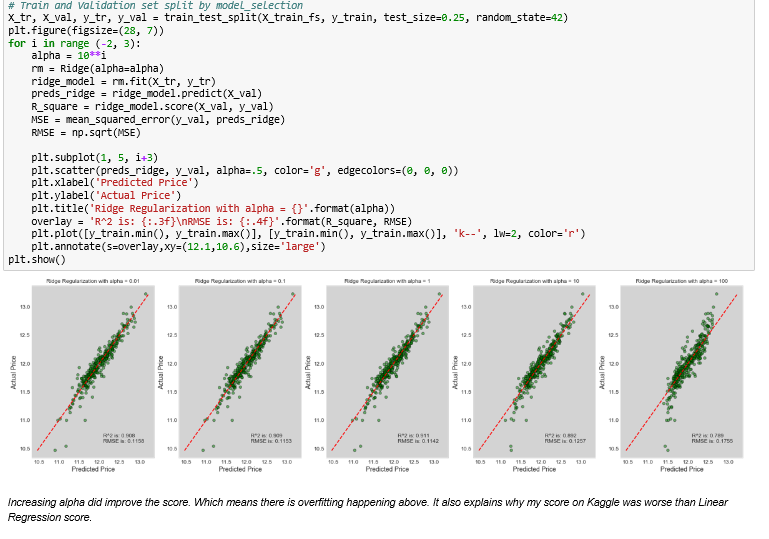 # Train and Validation set split by model_selection
X_tr, X_val, y_tr, y_val = train_test_split(X_train_fs, y_train, test_size=0.25, random_state=42)
plt.figure(figsize=(28, 7))
for i in range (-2, 3):
    alpha = 10**i
    rm = Ridge(alpha=alpha)
    ridge_model = rm.fit(X_tr, y_tr)
    preds_ridge = ridge_model.predict(X_val)
    R_square = ridge_model.score(X_val, y_val)
    MSE = mean_squared_error(y_val, preds_ridge)
    RMSE = np.sqrt(MSE)
    plt.subplot(1, 5, i+3)
    plt.scatter(preds_ridge, y_val, alpha=.5, color='g', edgecolors=(0, 0, 0))
    plt.xlabel('Predicted Price')
    plt.ylabel('Actual Price')
    plt.title('Ridge Regularization with alpha = {}'.format(alpha))
    overlay = 'R^2 is: {:.3f}\nRMSE is: {:.4f}'.format(R_square, RMSE)
    plt.plot([y_train.min(), y_train.max()], [y_train.min(), y_train.max()], 'k--', lw=2, color='r')
    plt.annotate(s=overlay,xy=(12.1,10.6),size='large')
plt.show()
Ridge Regularization with alpha = 0.01
Actual Price
13.0
12.5
12.0
11.5
11.0
10.5
R^2 is: 0.908
10.5 11.0 11.5 12.0 12.5 13.0
Predicted Price
Ridge Regularization with alpha = 0.1
Actual Price
13.0
12.5
12.0
11.5
11.0
10.5
R^2 is: 0.909
RMSE is: 0.1153
10.5 11.0 11.5 12.0 12.5 13.0
Predicted Price
Ridge Regularization with alpha = 1
Actual Price
13.0
12.5
12.0
11.5
11.0
10.5
R^2 is: 0.911
RMSE is: 0.1142
10.5 11.0 11.5 12.0 12.5 13.0
Predicted Price
Ridge Regularization with alpha = 10
Actual Price
13.0
12.5
12.0
11.5
11.0
10.5
R^2 is: 0.892
RMSE is: 0.1257
10.5 11.0 11.5 12.0 12.5 13.0
Predicted Price
Ridge Regularization with alpha = 100
Actual Price
13.0
12.5
12.0
11.5
11.0
10.5
R^2 is: 0.789
RMSE is: 0.1755
10.5 11.0 11.5 12.0 12.5 13.0
Predicted Price
Increasing alpha did improve the score. Which means there is overfitting happening above. It also explains why my score on Kaggle was worse than Linear
Regression score.